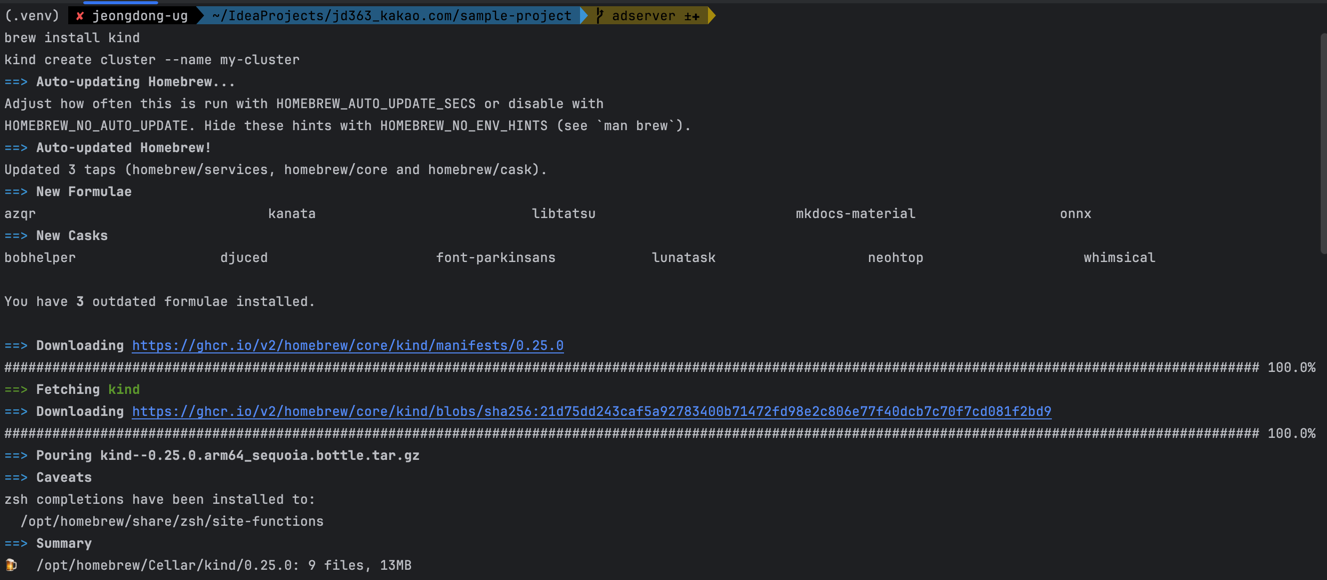 (.venv) ✘ jeongdong-ug ~/IdeaProjects/jd363_kakao.com/sample-project adserver ±✚
brew install kind
kind create cluster --name my-cluster
==> Auto-updating Homebrew...
Adjust how often this is run with HOMEBREW_AUTO_UPDATE_SECS or disable with
HOMEBREW_NO_AUTO_UPDATE. Hide these hints with HOMEBREW_NO_ENV_HINTS (see `man brew`).
==> Auto-updated Homebrew!
Updated 3 taps (homebrew/services, homebrew/core and homebrew/cask).
==> New Formulae
azqr kanata libtatsu mkdocs-material onnx
==> New Casks
bobhelper djuced font-parkinsans lunatask neohtop whimsical
You have 3 outdated formulae installed.
==> Downloading https://ghcr.io/v2/homebrew/core/kind/manifests/0.25.0
############################################################################################################################################################# 100.0%
==> Fetching kind
==> Downloading https://ghcr.io/v2/homebrew/core/kind/blobs/sha256:21d75dd243caf5a92783400b71472fd98e2c806e77f40dcb7c70f7cd081f2bd9
############################################################################################################################################################# 100.0%
==> Pouring kind--0.25.0.arm64_sequoia.bottle.tar.gz
==> Caveats
zsh completions have been installed to:
/opt/homebrew/share/zsh/site-functions
==> Summary
🍺 /opt/homebrew/Cellar/kind/0.25.0: 9 files, 13MB